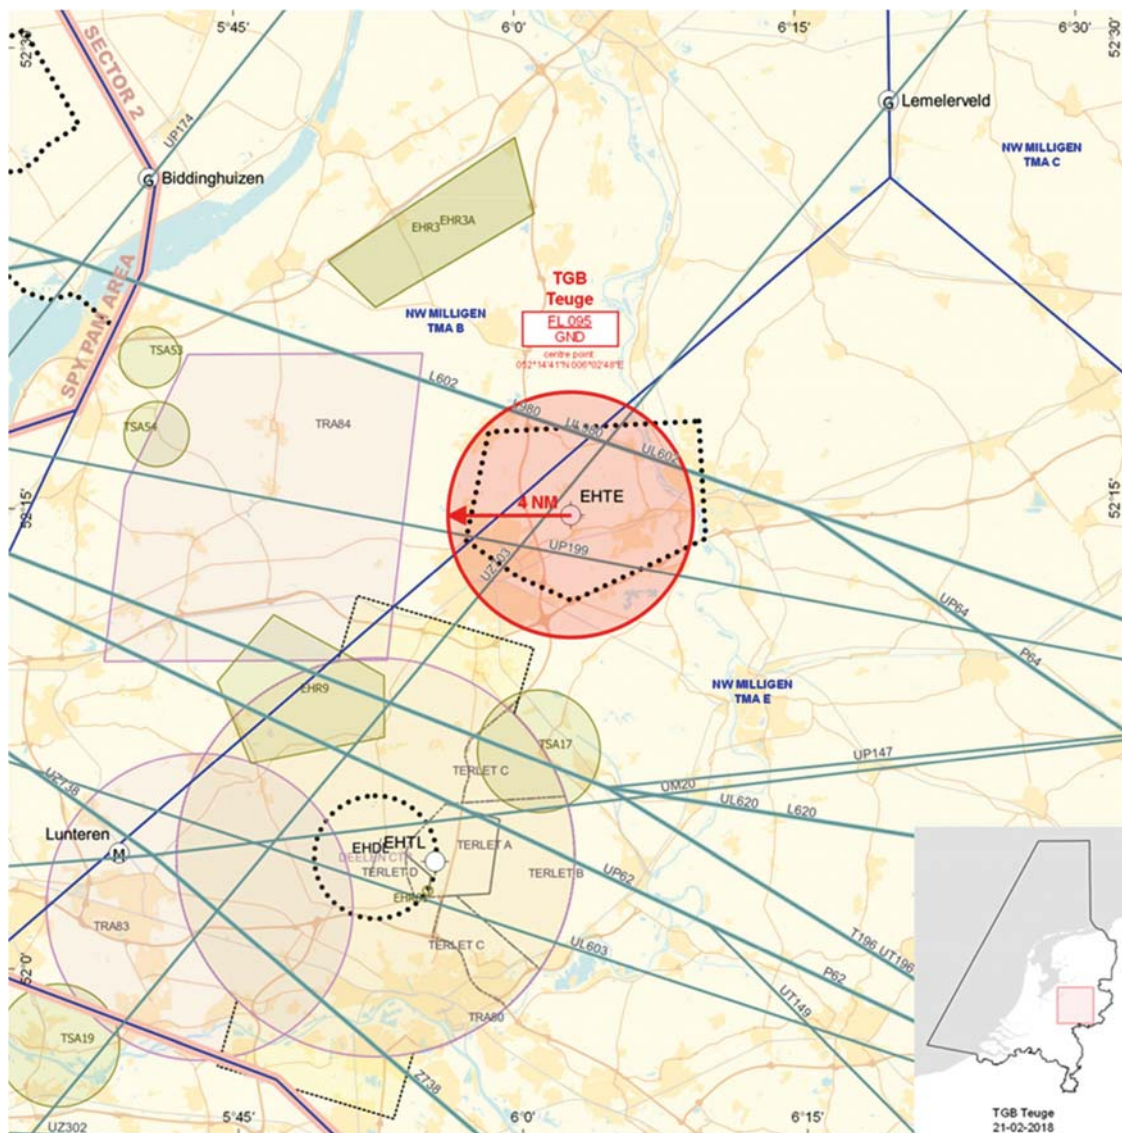 5°45'
6°0'
6°15'
6°30'
52°30'
52°30'
SECTOR 2
UP174
G
Lemelerveld
NW MILLIGEN
TMA C
G
Biddinghuizen
EHR3
EHR3A
SPY PAM AREA
TGB
Teuge
FL 095
GND
centre point
052°14'41"N 006°02'48"E
NW MILLIGEN
TMA B
TSA53
L602
TSA54
TRA84
UL980
UL602
4 NM
EHTE
52°15'
52°15'
UZ303
UP199
UP64
P64
NW MILLIGEN
TMA E
EHR9
TSA17
UP147
TERLET C
UM20
UZ738
UL620
L620
Lunteren
M
EHTL
DEELEN CTR
TERLET A
TERLET D
TERLET B
UP62
TRA83
TERLET C
UL603
T196 UT196
P62
52°0'
UT149
TRA80
TSA19
Z738
UZ302
5°45'
6°0'
6°15'
TGB Teuge
21-02-2018